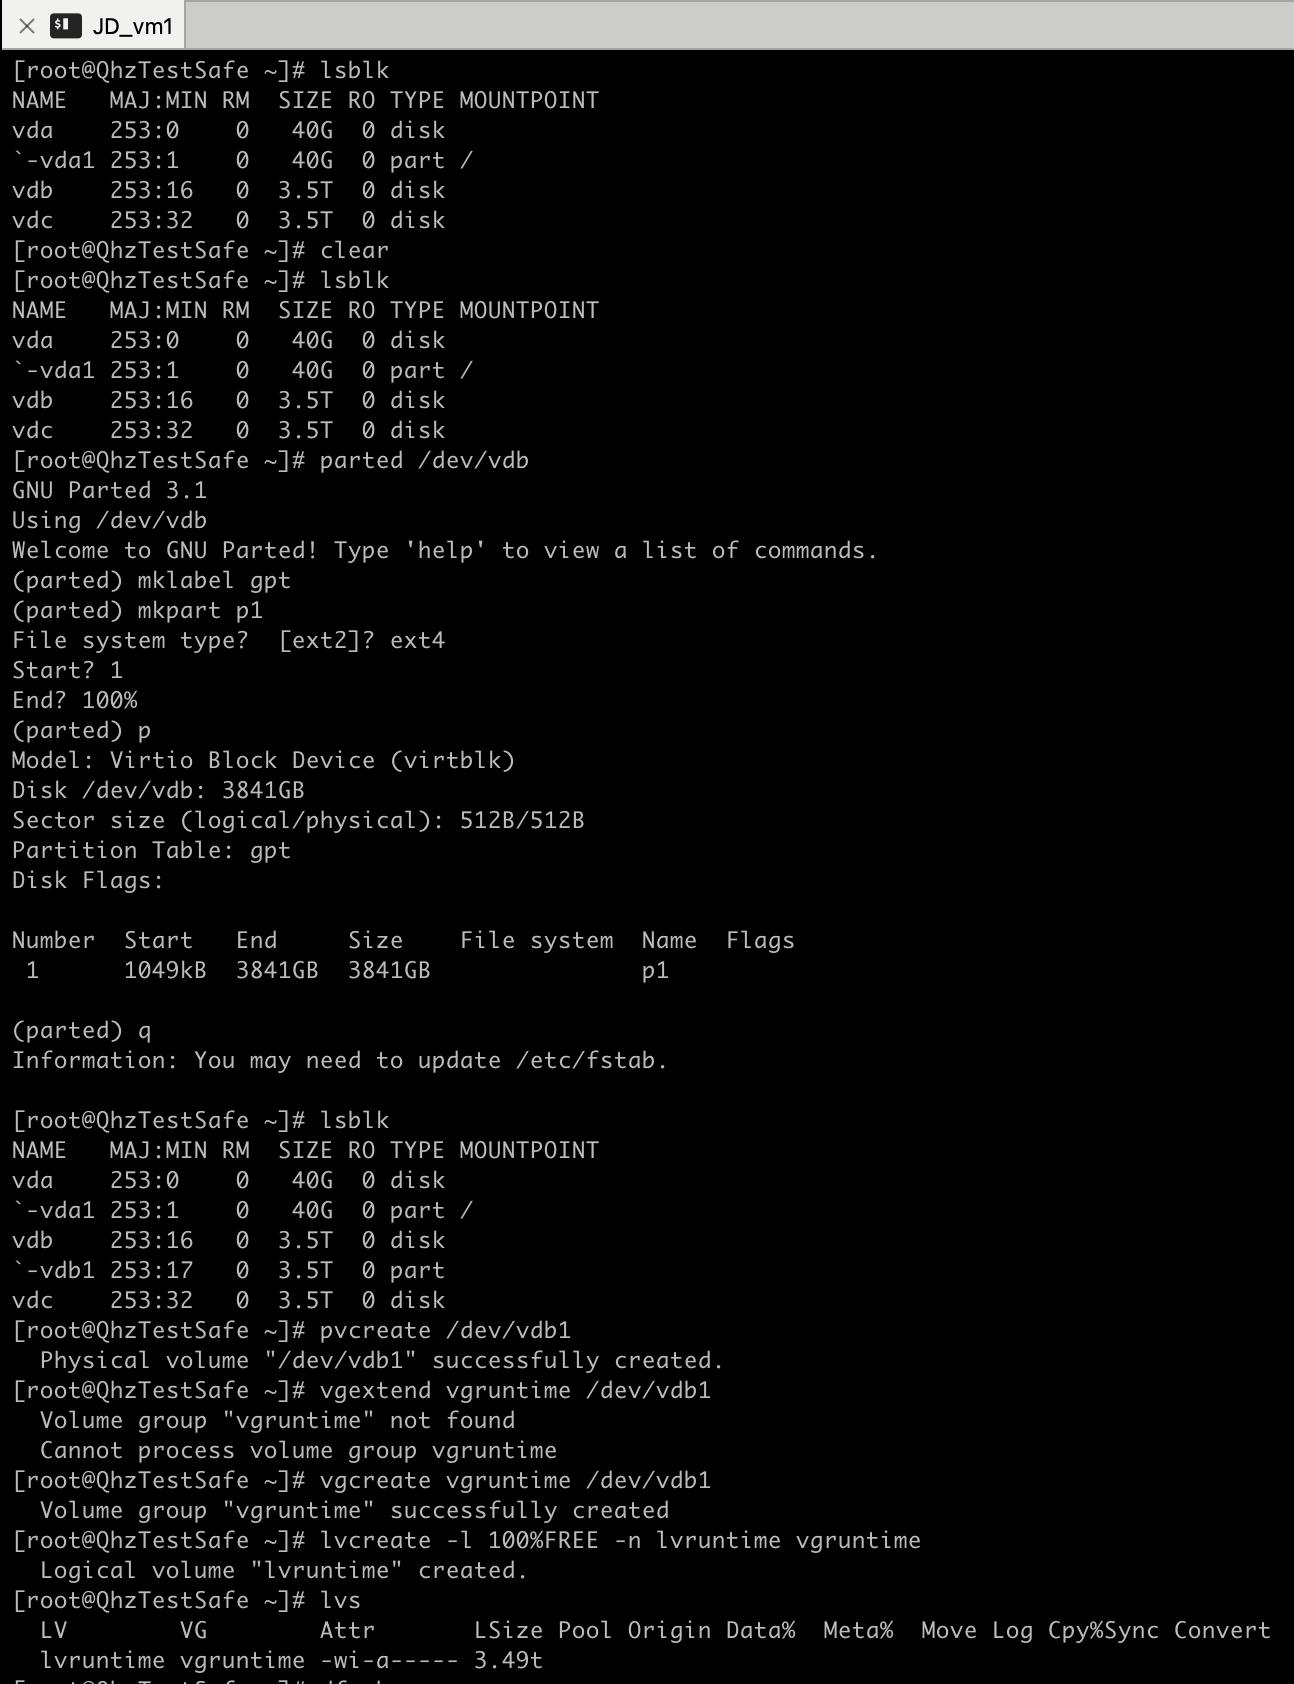 JD_vm1
[root@QhzTestSafe ~]# lsblk
NAME   MAJ:MIN RM  SIZE RO TYPE MOUNTPOINT
vda    253:0    0   40G  0 disk
`-vda1 253:1    0   40G  0 part /
vdb    253:16   0  3.5T  0 disk
vdc    253:32   0  3.5T  0 disk
[root@QhzTestSafe ~]# clear
[root@QhzTestSafe ~]# lsblk
NAME   MAJ:MIN RM  SIZE RO TYPE MOUNTPOINT
vda    253:0    0   40G  0 disk
`-vda1 253:1    0   40G  0 part /
vdb    253:16   0  3.5T  0 disk
vdc    253:32   0  3.5T  0 disk
[root@QhzTestSafe ~]# parted /dev/vdb
GNU Parted 3.1
Using /dev/vdb
Welcome to GNU Parted! Type 'help' to view a list of commands.
(parted) mklabel gpt
(parted) mkpart p1
File system type?  [ext2]? ext4
Start? 1
End? 100%
(parted) p
Model: Virtio Block Device (virtblk)
Disk /dev/vdb: 3841GB
Sector size (logical/physical): 512B/512B
Partition Table: gpt
Disk Flags:
Number  Start   End     Size    File system  Name  Flags
 1      1049kB  3841GB  3841GB               p1
(parted) q
Information: You may need to update /etc/fstab.
[root@QhzTestSafe ~]# lsblk
NAME   MAJ:MIN RM  SIZE RO TYPE MOUNTPOINT
vda    253:0    0   40G  0 disk
`-vda1 253:1    0   40G  0 part /
vdb    253:16   0  3.5T  0 disk
`-vdb1 253:17   0  3.5T  0 part
vdc    253:32   0  3.5T  0 disk
[root@QhzTestSafe ~]# pvcreate /dev/vdb1
  Physical volume "/dev/vdb1" successfully created.
[root@QhzTestSafe ~]# vgextend vgruntime /dev/vdb1
  Volume group "vgruntime" not found
  Cannot process volume group vgruntime
[root@QhzTestSafe ~]# vgcreate vgruntime /dev/vdb1
  Volume group "vgruntime" successfully created
[root@QhzTestSafe ~]# lvcreate -l 100%FREE -n lvruntime vgruntime
  Logical volume "lvruntime" created.
[root@QhzTestSafe ~]# lvs
  LV        VG        Attr       LSize Pool Origin Data%  Meta%  Move Log Cpy%Sync Convert
  lvruntime vgruntime -wi-a----- 3.49t